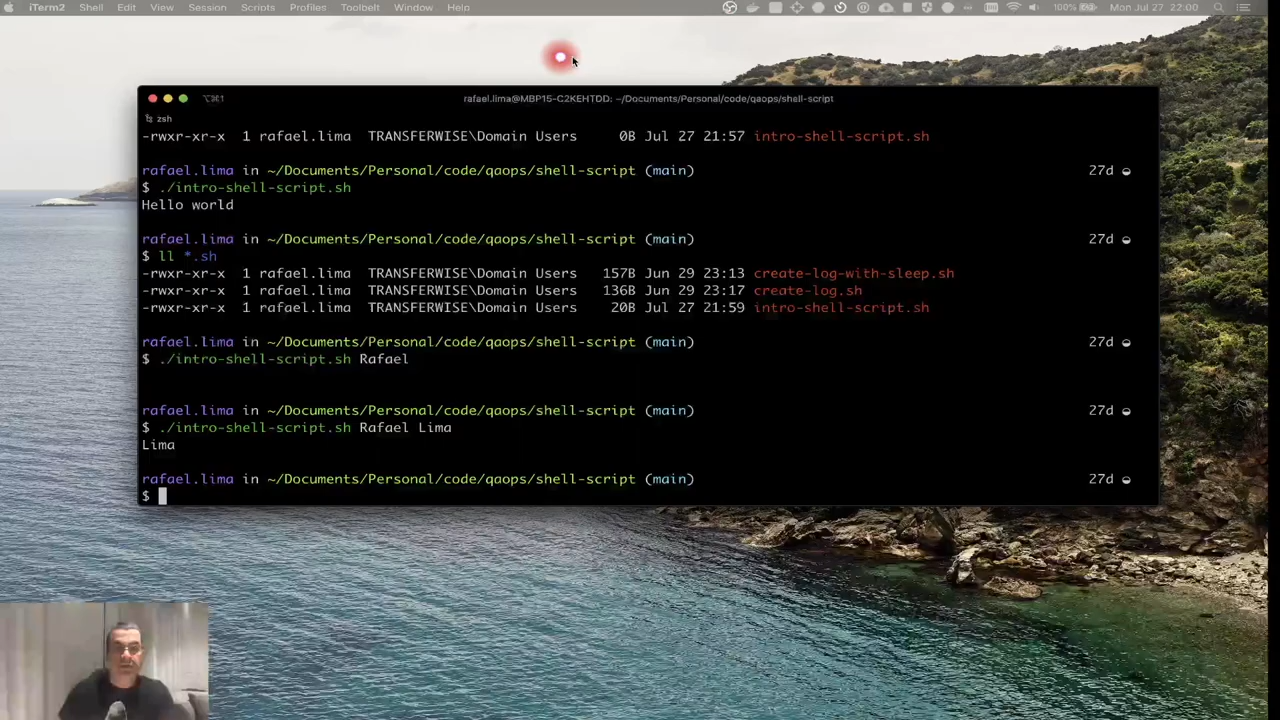 iTerm2 Shell Edit View Session Scripts Profiles Toolbelt Window Help 100% Mon Jul 27 22:00
⌥⌘1 rafael.lima@MBP15-C2KEHTDD: ~/Documents/Personal/code/qaops/shell-script
zsh
-rwxr-xr-x 1 rafael.lima TRANSFERWISE\Domain Users 0B Jul 27 21:57 intro-shell-script.sh
rafael.lima in ~/Documents/Personal/code/qaops/shell-script (main) 27d
$ ./intro-shell-script.sh
Hello world
rafael.lima in ~/Documents/Personal/code/qaops/shell-script (main) 27d
$ ll *.sh
-rwxr-xr-x 1 rafael.lima TRANSFERWISE\Domain Users 157B Jun 29 23:13 create-log-with-sleep.sh
-rwxr-xr-x 1 rafael.lima TRANSFERWISE\Domain Users 136B Jun 29 23:17 create-log.sh
-rwxr-xr-x 1 rafael.lima TRANSFERWISE\Domain Users 20B Jul 27 21:59 intro-shell-script.sh
rafael.lima in ~/Documents/Personal/code/qaops/shell-script (main) 27d
$ ./intro-shell-script.sh Rafael
rafael.lima in ~/Documents/Personal/code/qaops/shell-script (main) 27d
$ ./intro-shell-script.sh Rafael Lima
Lima
rafael.lima in ~/Documents/Personal/code/qaops/shell-script (main) 27d
$